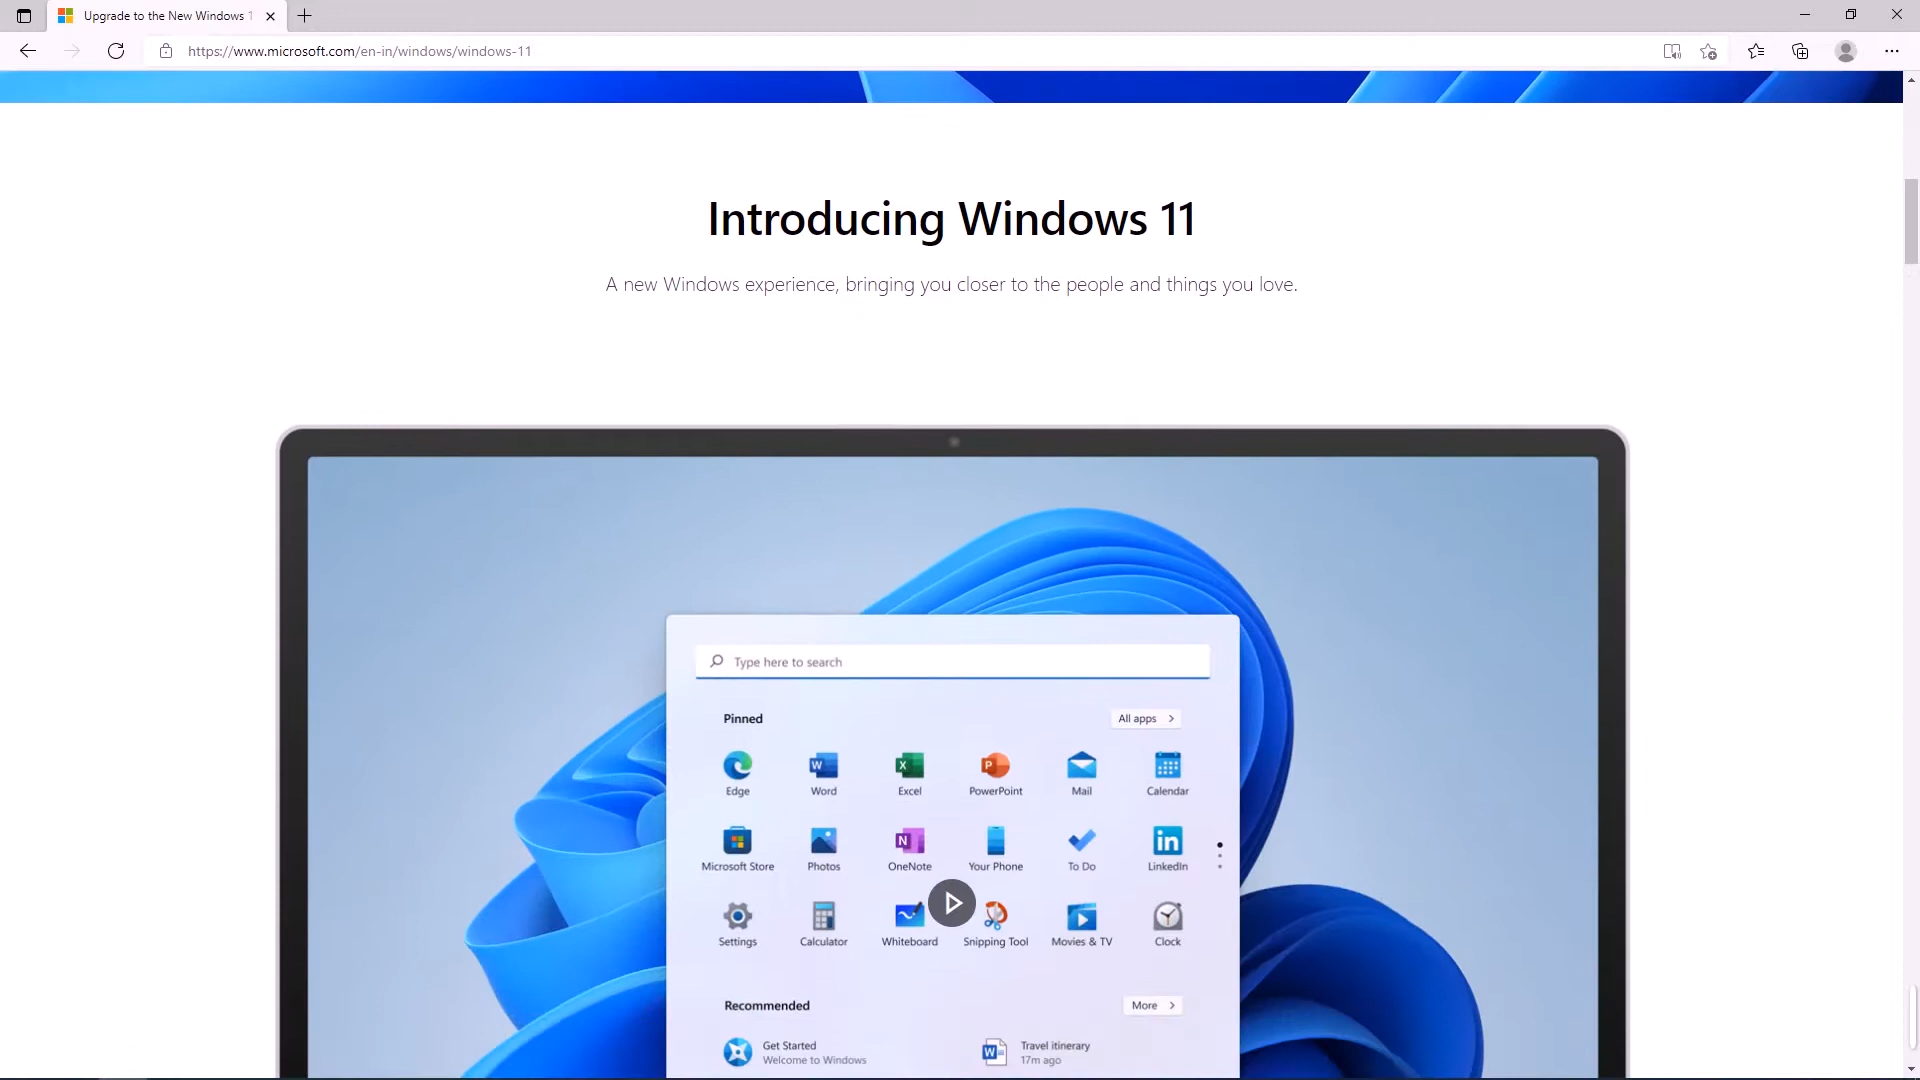 Upgrade to the New Windows 1
https://www.microsoft.com/en-in/windows/windows-11
Introducing Windows 11
A new Windows experience, bringing you closer to the people and things you love.
Type here to search
Pinned
All apps
Edge
Word
Excel
PowerPoint
Mail
Calendar
Microsoft Store
Photos
OneNote
Your Phone
To Do
LinkedIn
Settings
Calculator
Whiteboard
Snipping Tool
Movies & TV
Clock
Recommended
More
Get Started
Welcome to Windows
Travel itinerary
17m ago